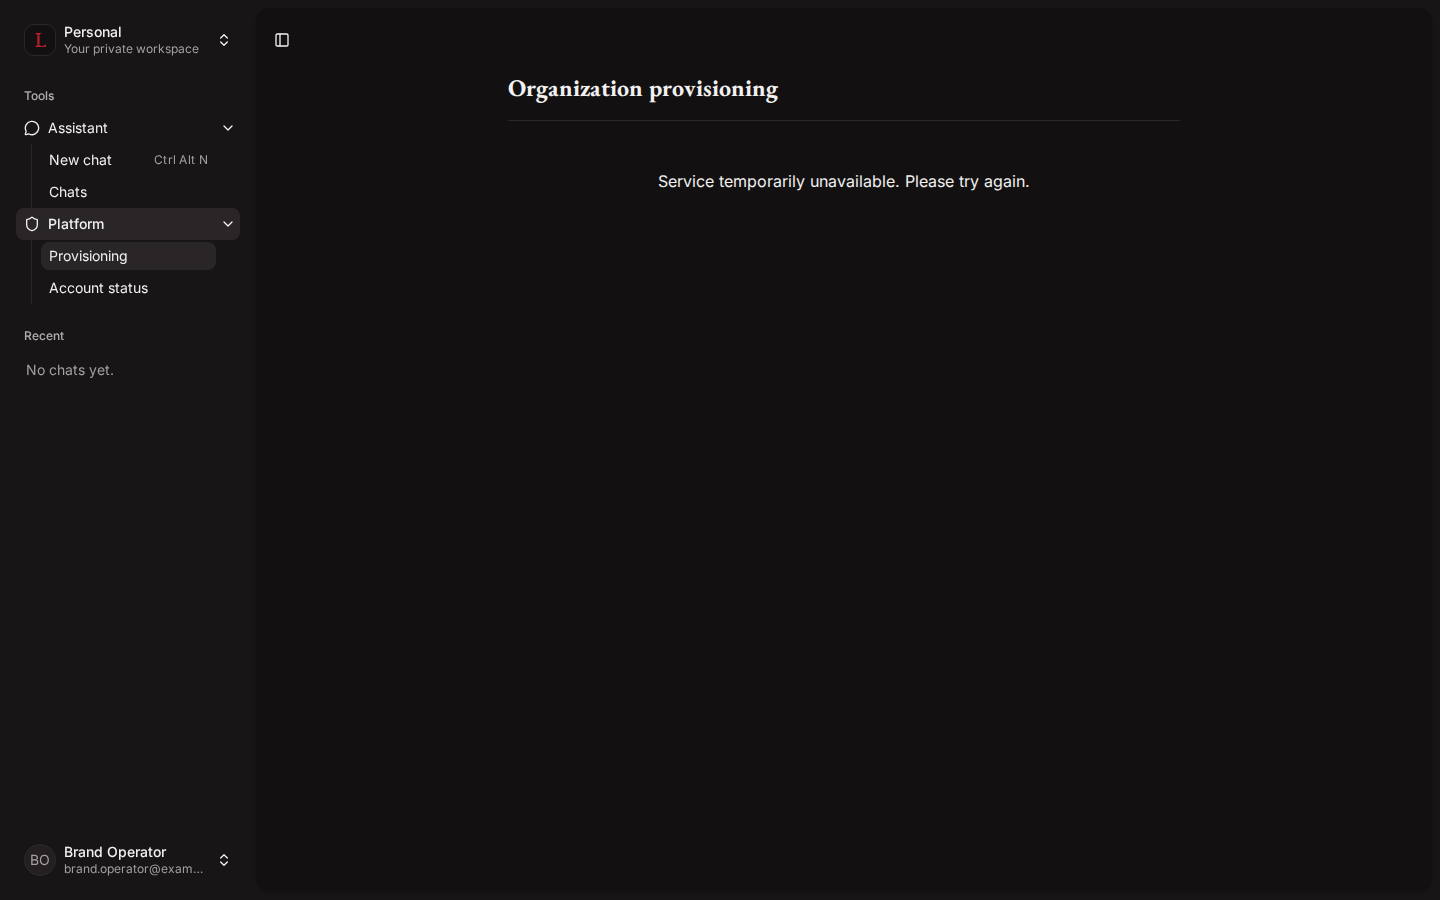 L
Personal
Your private workspace
Tools
Assistant
New chat Ctrl Alt N
Chats
Platform
Provisioning
Account status
Recent
No chats yet.
BO
Brand Operator
brand.operator@exam...
Organization provisioning
Service temporarily unavailable. Please try again.